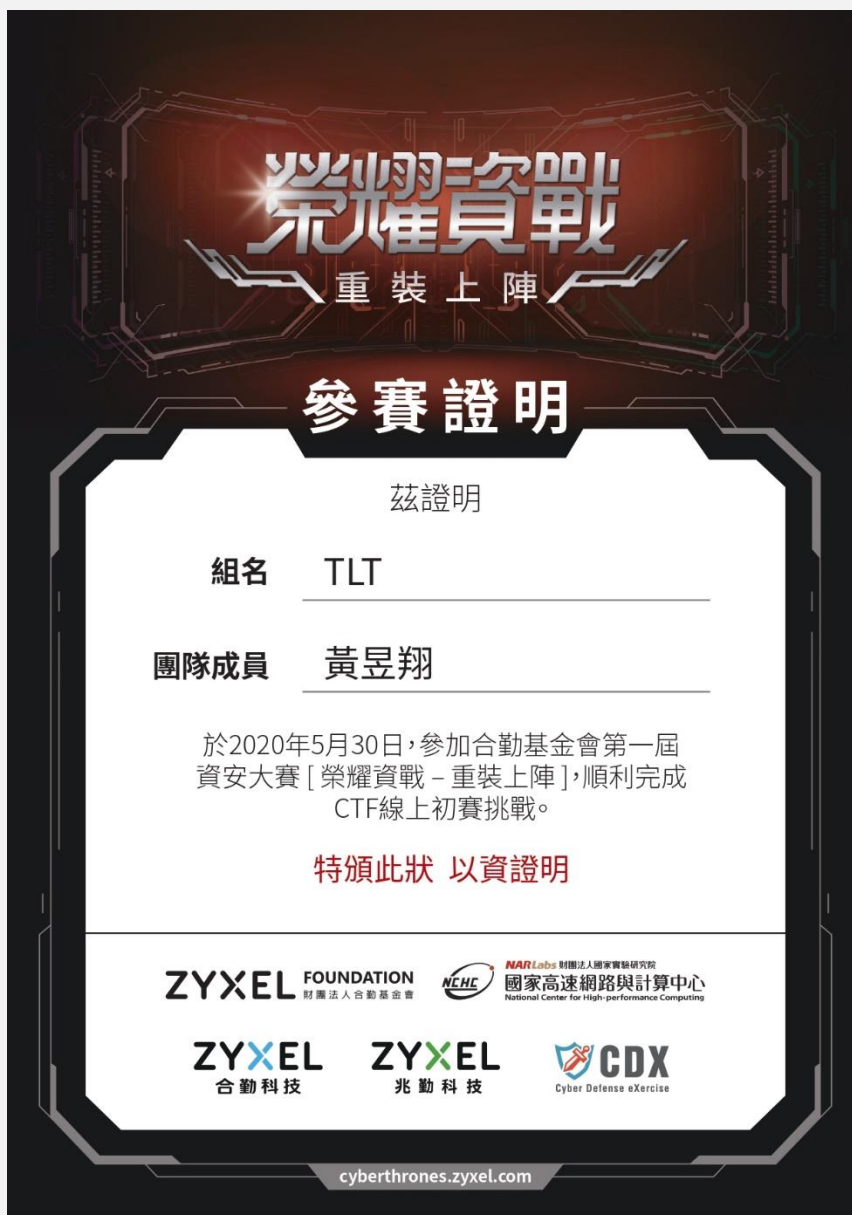 榮耀資戰
重裝上陣
參賽證明
茲證明
組名 TLT
團隊成員 黃昱翔
於2020年5月30日，參加合勤基金會第一屆
資安大賽 [ 榮耀資戰 – 重裝上陣 ]，順利完成
CTF線上初賽挑戰。
特頒此狀 以資證明
ZYXEL FOUNDATION
財團法人合勤基金會
NCHC
NARLabs 財團法人國家實驗研究院
國家高速網路與計算中心
National Center for High-performance Computing
ZYXEL
合勤科技
ZYXEL
兆勤科技
CDX
Cyber Defense eXercise
cyberthrones.zyxel.com